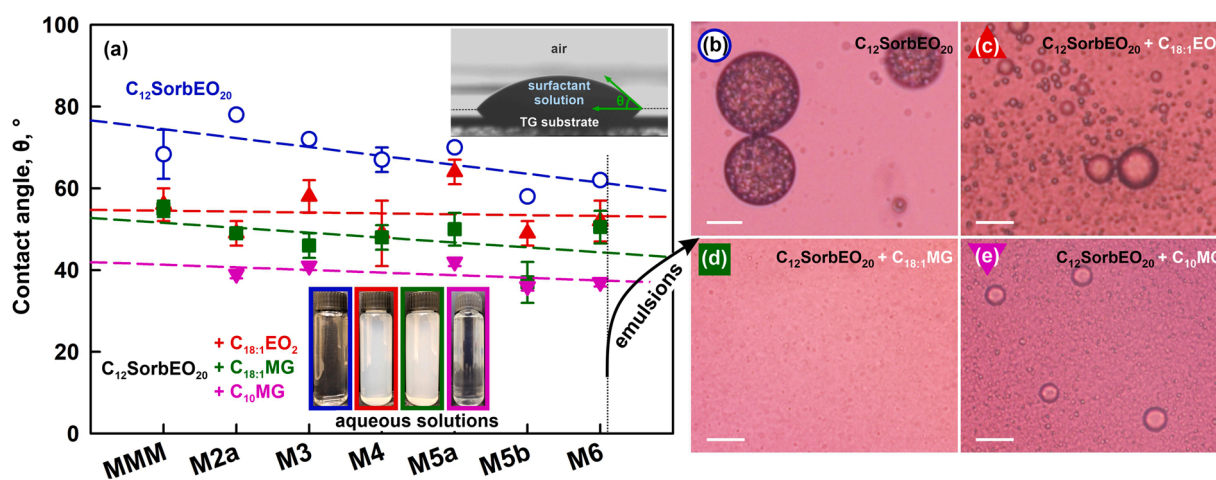 100
80
60
40
20
0
Contact angle, θ, °
(a)
C₁₂SorbEO₂₀
air
surfactant
solution
θ
TG substrate
+ C₁₈:₁EO₂
C₁₂SorbEO₂₀ + C₁₈:₁MG
+ C₁₀MG
aqueous solutions
MMM M2a M3 M4 M5a M5b M6
emulsions
(b) C₁₂SorbEO₂₀
(c) C₁₂SorbEO₂₀ + C₁₈:₁EO
(d) C₁₂SorbEO₂₀ + C₁₈:₁MG
(e) C₁₂SorbEO₂₀ + C₁₀MG